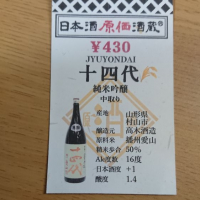 日本酒原価酒蔵
¥430
JYUYONDAI
十四代
純米吟醸
中取り
産地 山形県
村山市
醸造元 高木酒造
原料米 播州愛山
精米歩合 50%
Alc度数 16度
日本酒度 +1
酸度 1.4